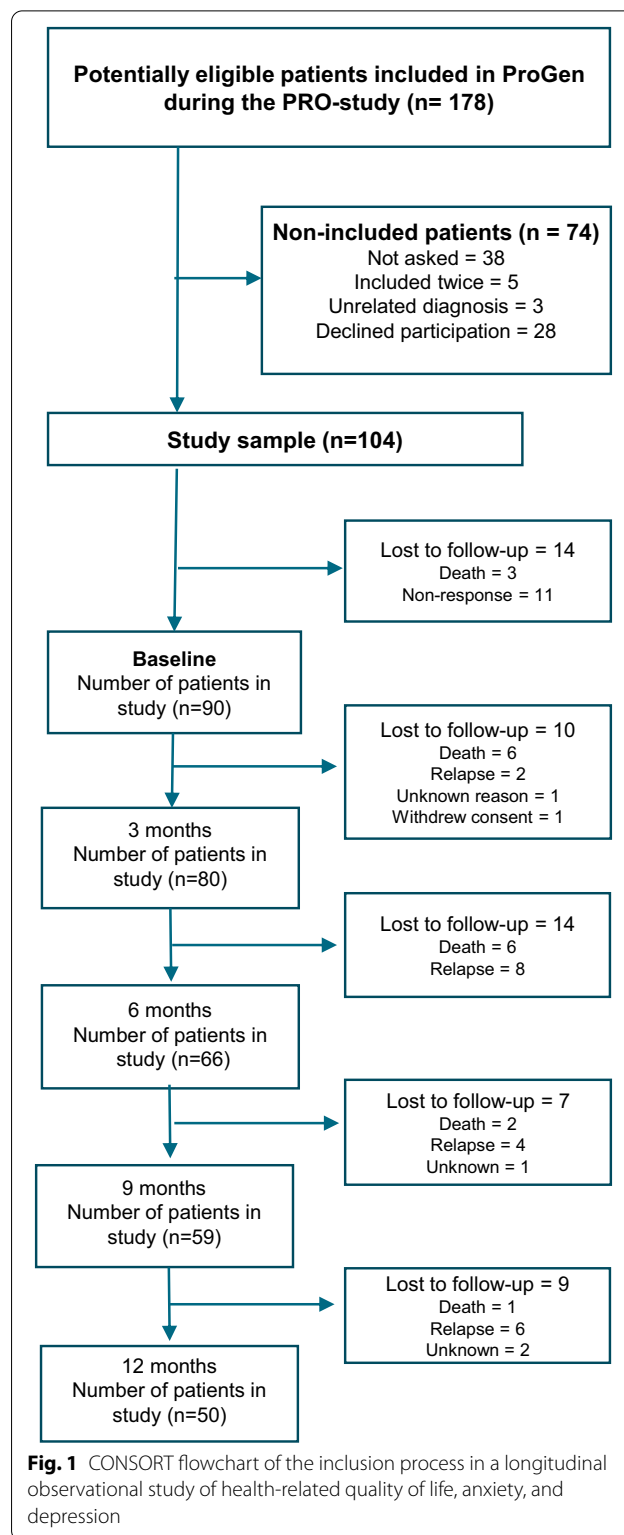 Potentially eligible patients included in ProGen
during the PRO-study (n= 178)
Non-included patients (n = 74)
Not asked = 38
Included twice = 5
Unrelated diagnosis = 3
Declined participation = 28
Study sample (n=104)
Lost to follow-up = 14
Death = 3
Non-response = 11
Baseline
Number of patients in
study (n=90)
Lost to follow-up = 10
Death = 6
Relapse = 2
Unknown reason = 1
Withdrew consent = 1
3 months
Number of patients in
study (n=80)
Lost to follow-up = 14
Death = 6
Relapse = 8
6 months
Number of patients in
study (n=66)
Lost to follow-up = 7
Death = 2
Relapse = 4
Unknown = 1
9 months
Number of patients in
study (n=59)
Lost to follow-up = 9
Death = 1
Relapse = 6
Unknown = 2
12 months
Number of patients in
study (n=50)
Fig. 1 CONSORT flowchart of the inclusion process in a longitudinal
observational study of health-related quality of life, anxiety, and
depression